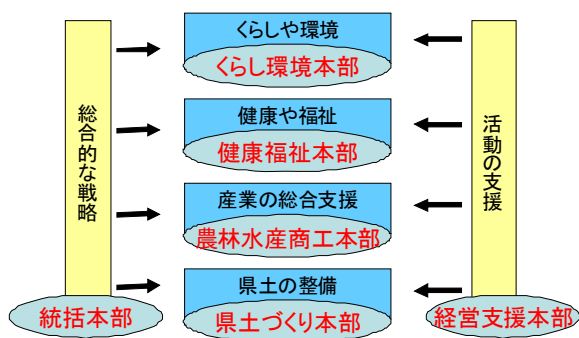 くらしや環境
くらし環境本部
健康や福祉
健康福祉本部
産業の総合支援
農林水産商工本部
県土の整備
県土づくり本部
総合的な戦略
統括本部
活動の支援
経営支援本部